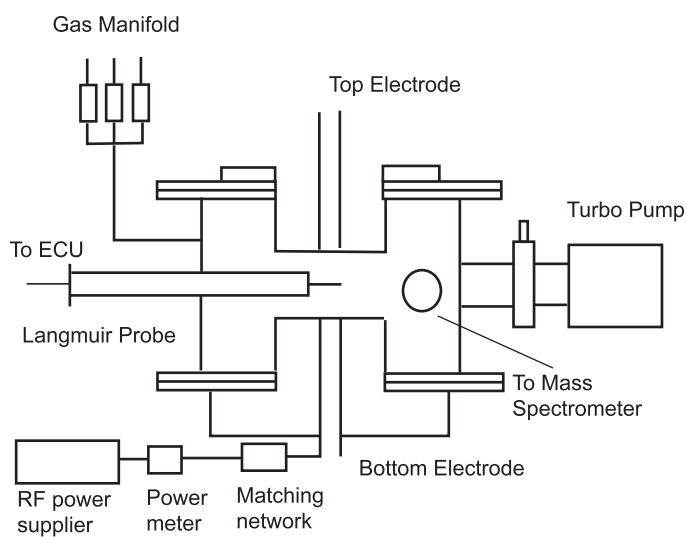 Gas Manifold
Top Electrode
Turbo Pump
To ECU
Langmuir Probe
To Mass
Spectrometer
Bottom Electrode
RF power
supplier
Power
meter
Matching
network